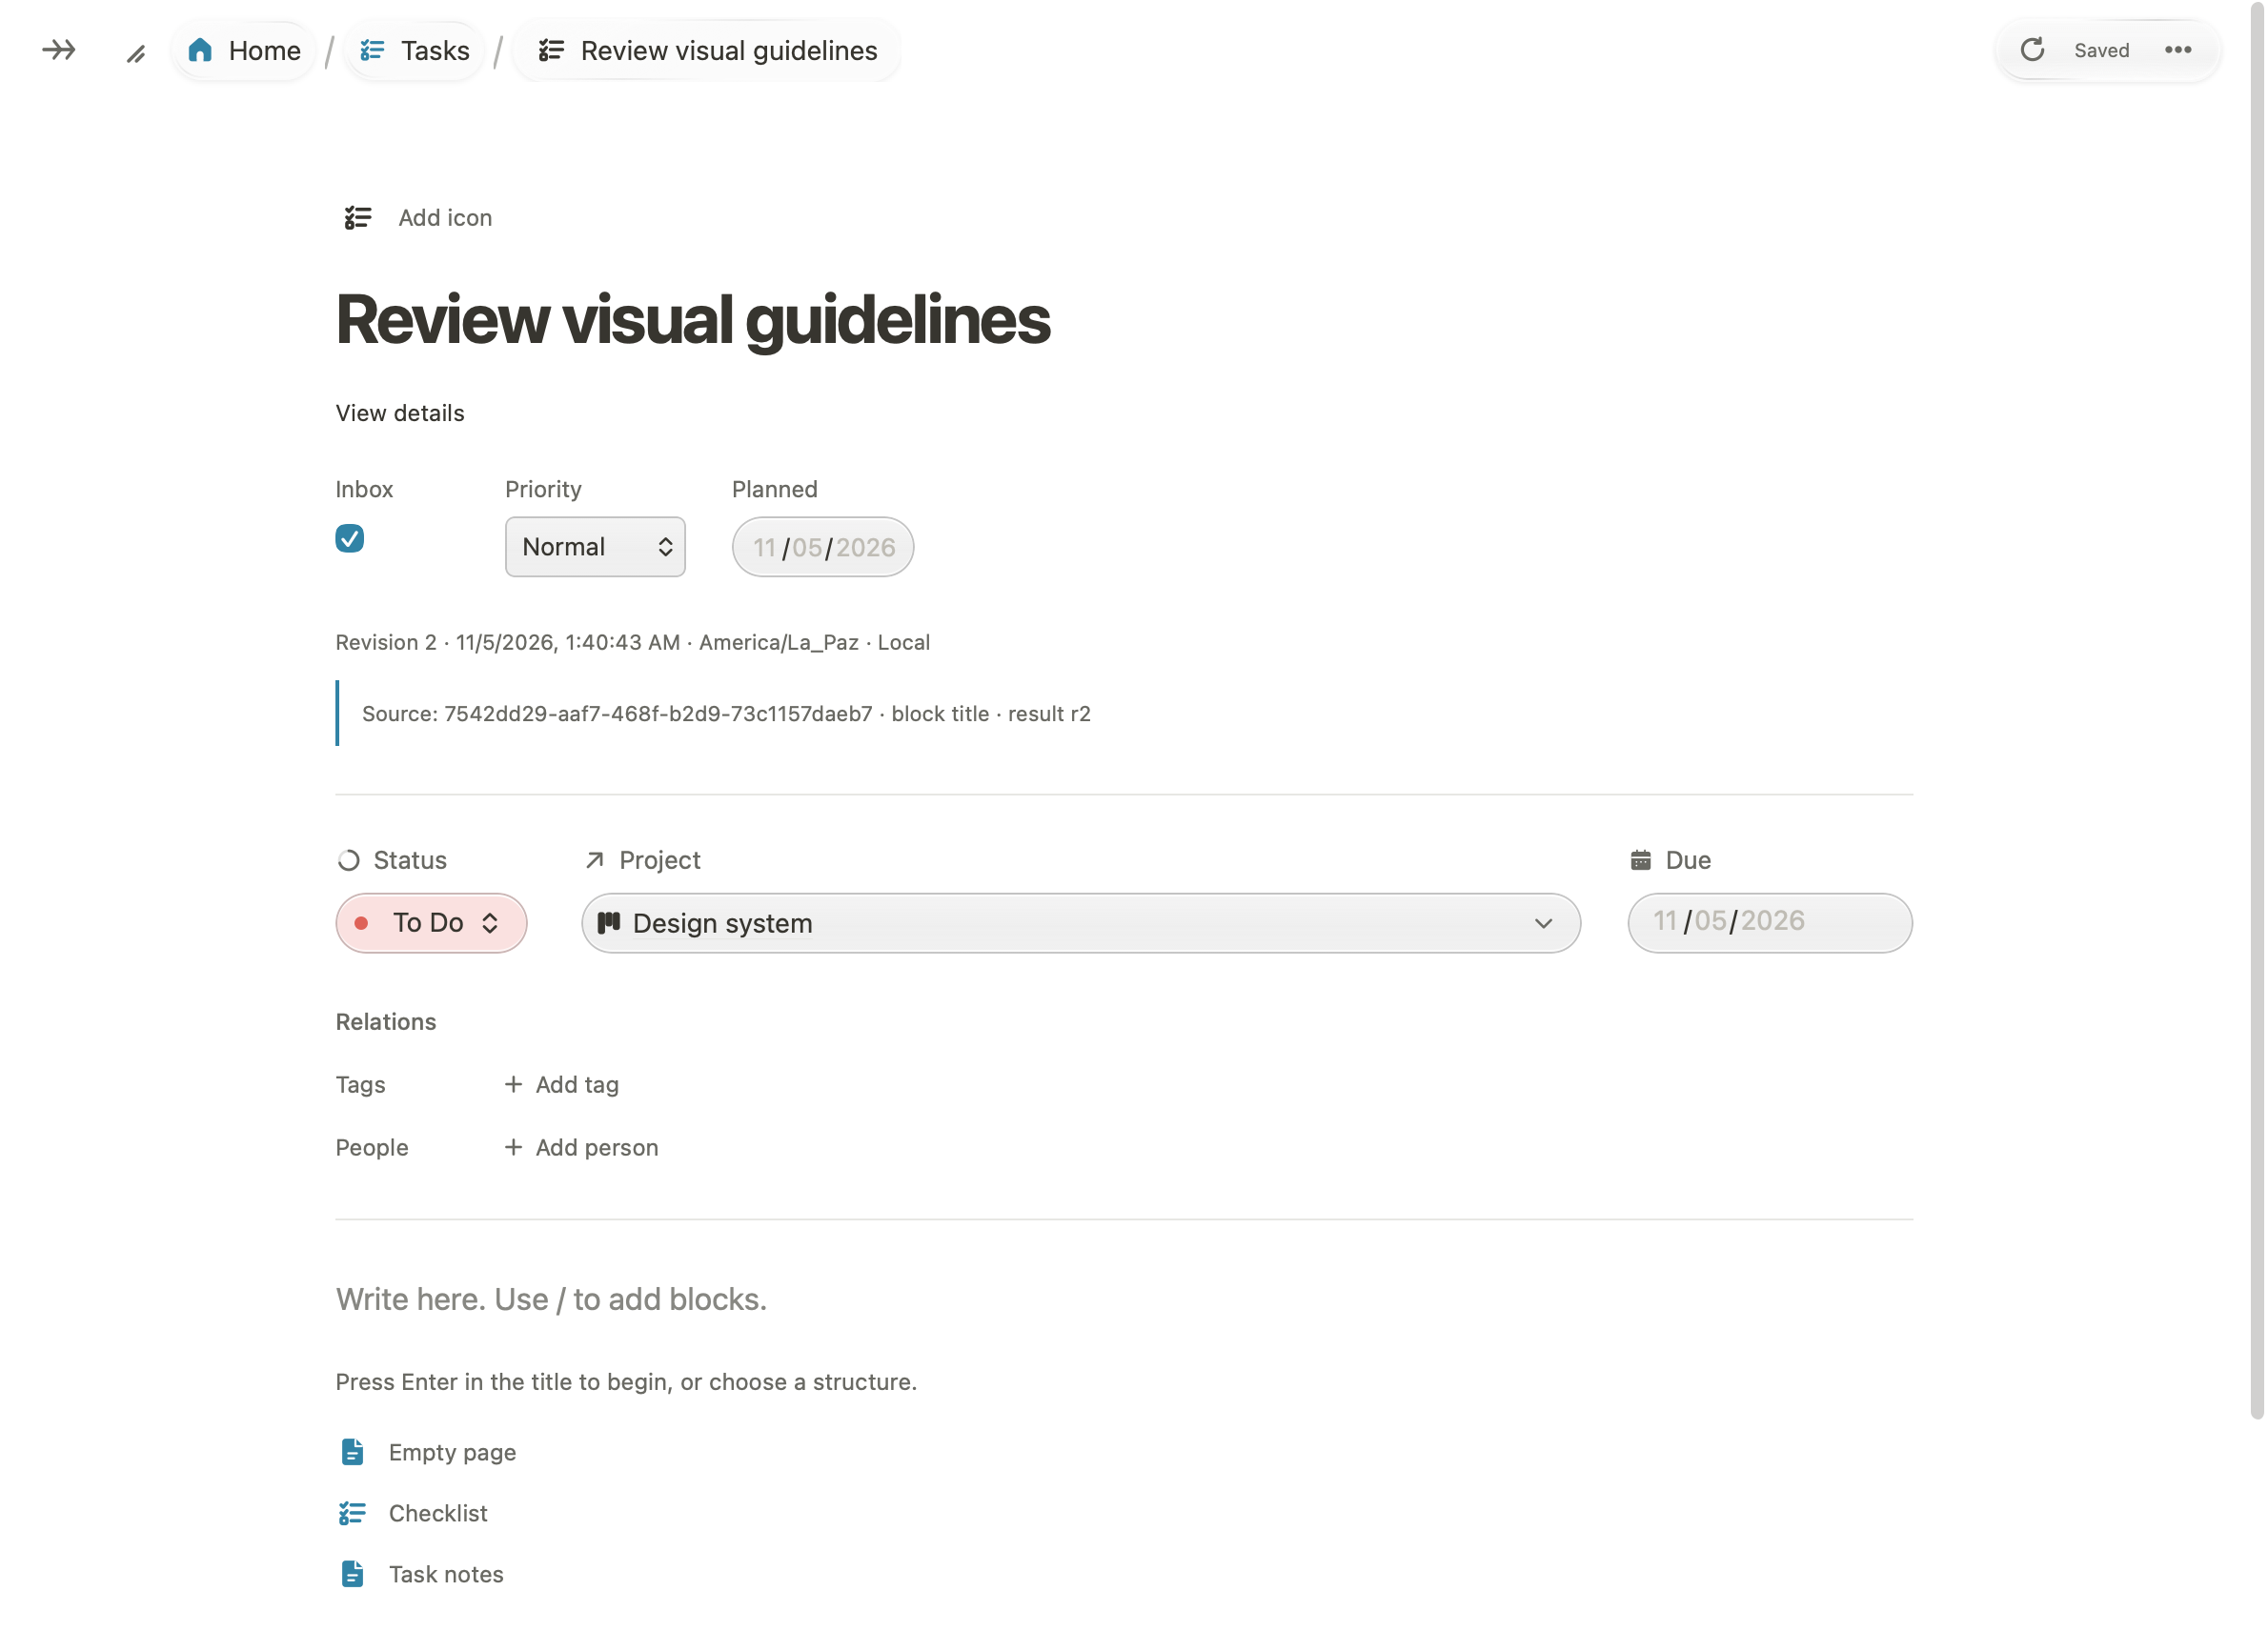 Home / Tasks / Review visual guidelines
Saved
Add icon
Review visual guidelines
View details
Inbox Priority Planned
Normal 11/05/2026
Revision 2 · 11/5/2026, 1:40:43 AM · America/La_Paz · Local
Source: 7542dd29-aaf7-468f-b2d9-73c1157daeb7 · block title · result r2
Status Project Due
To Do Design system 11/05/2026
Relations
Tags + Add tag
People + Add person
Write here. Use / to add blocks.
Press Enter in the title to begin, or choose a structure.
Empty page
Checklist
Task notes